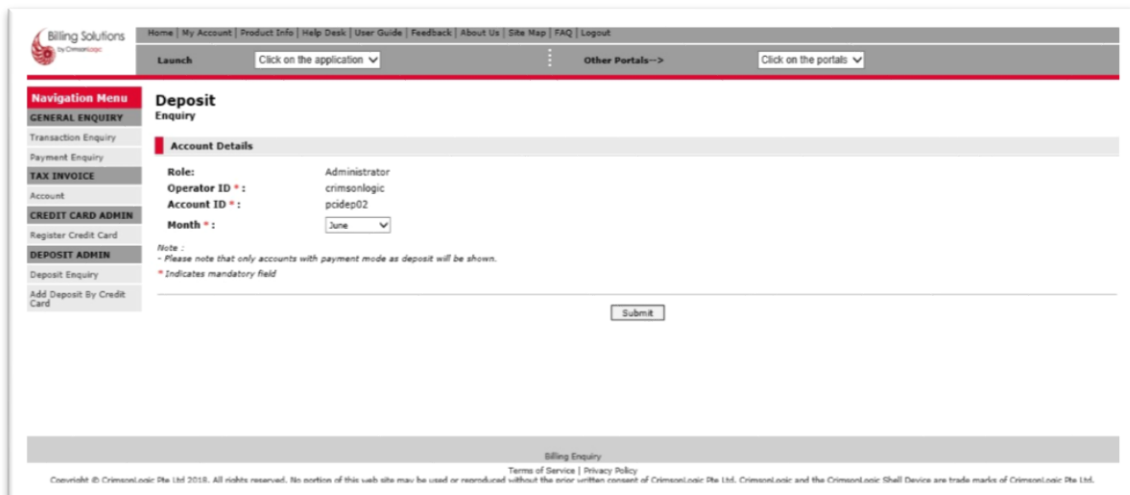 Billing Solutions
by CrimsonLogic
Home | My Account | Product Info | Help Desk | User Guide | Feedback | About Us | Site Map | FAQ | Logout
Launch Click on the application Other Portals--> Click on the portals
Navigation Menu
GENERAL ENQUIRY
Transaction Enquiry
Payment Enquiry
TAX INVOICE
Account
CREDIT CARD ADMIN
Register Credit Card
DEPOSIT ADMIN
Deposit Enquiry
Add Deposit By Credit
Card
Deposit
Enquiry
Account Details
Role: Administrator
Operator ID * : crimsonlogic
Account ID * : pcidep02
Month * : June
Note :
- Please note that only accounts with payment mode as deposit will be shown.
* Indicates mandatory field
Submit
Billing Enquiry
Terms of Service | Privacy Policy
Copyright © CrimsonLogic Pte Ltd 2018. All rights reserved. No portion of this web site may be used or reproduced without the prior written consent of CrimsonLogic Pte Ltd. CrimsonLogic and the CrimsonLogic Shell Device are trade marks of CrimsonLogic Pte Ltd.